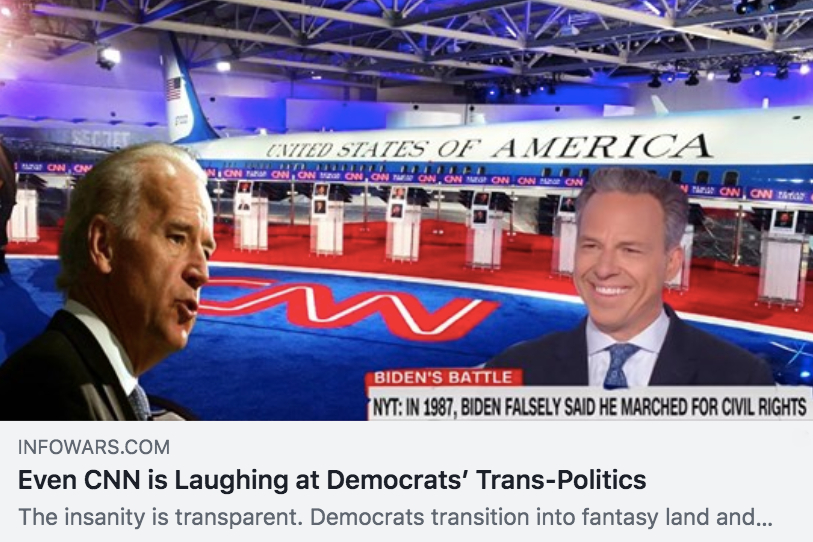 UNITED STATES OF AMERICA
CNN
BIDEN'S BATTLE
NYT: IN 1987, BIDEN FALSELY SAID HE MARCHED FOR CIVIL RIGHTS
INFOWARS.COM
Even CNN is Laughing at Democrats' Trans-Politics
The insanity is transparent. Democrats transition into fantasy land and...